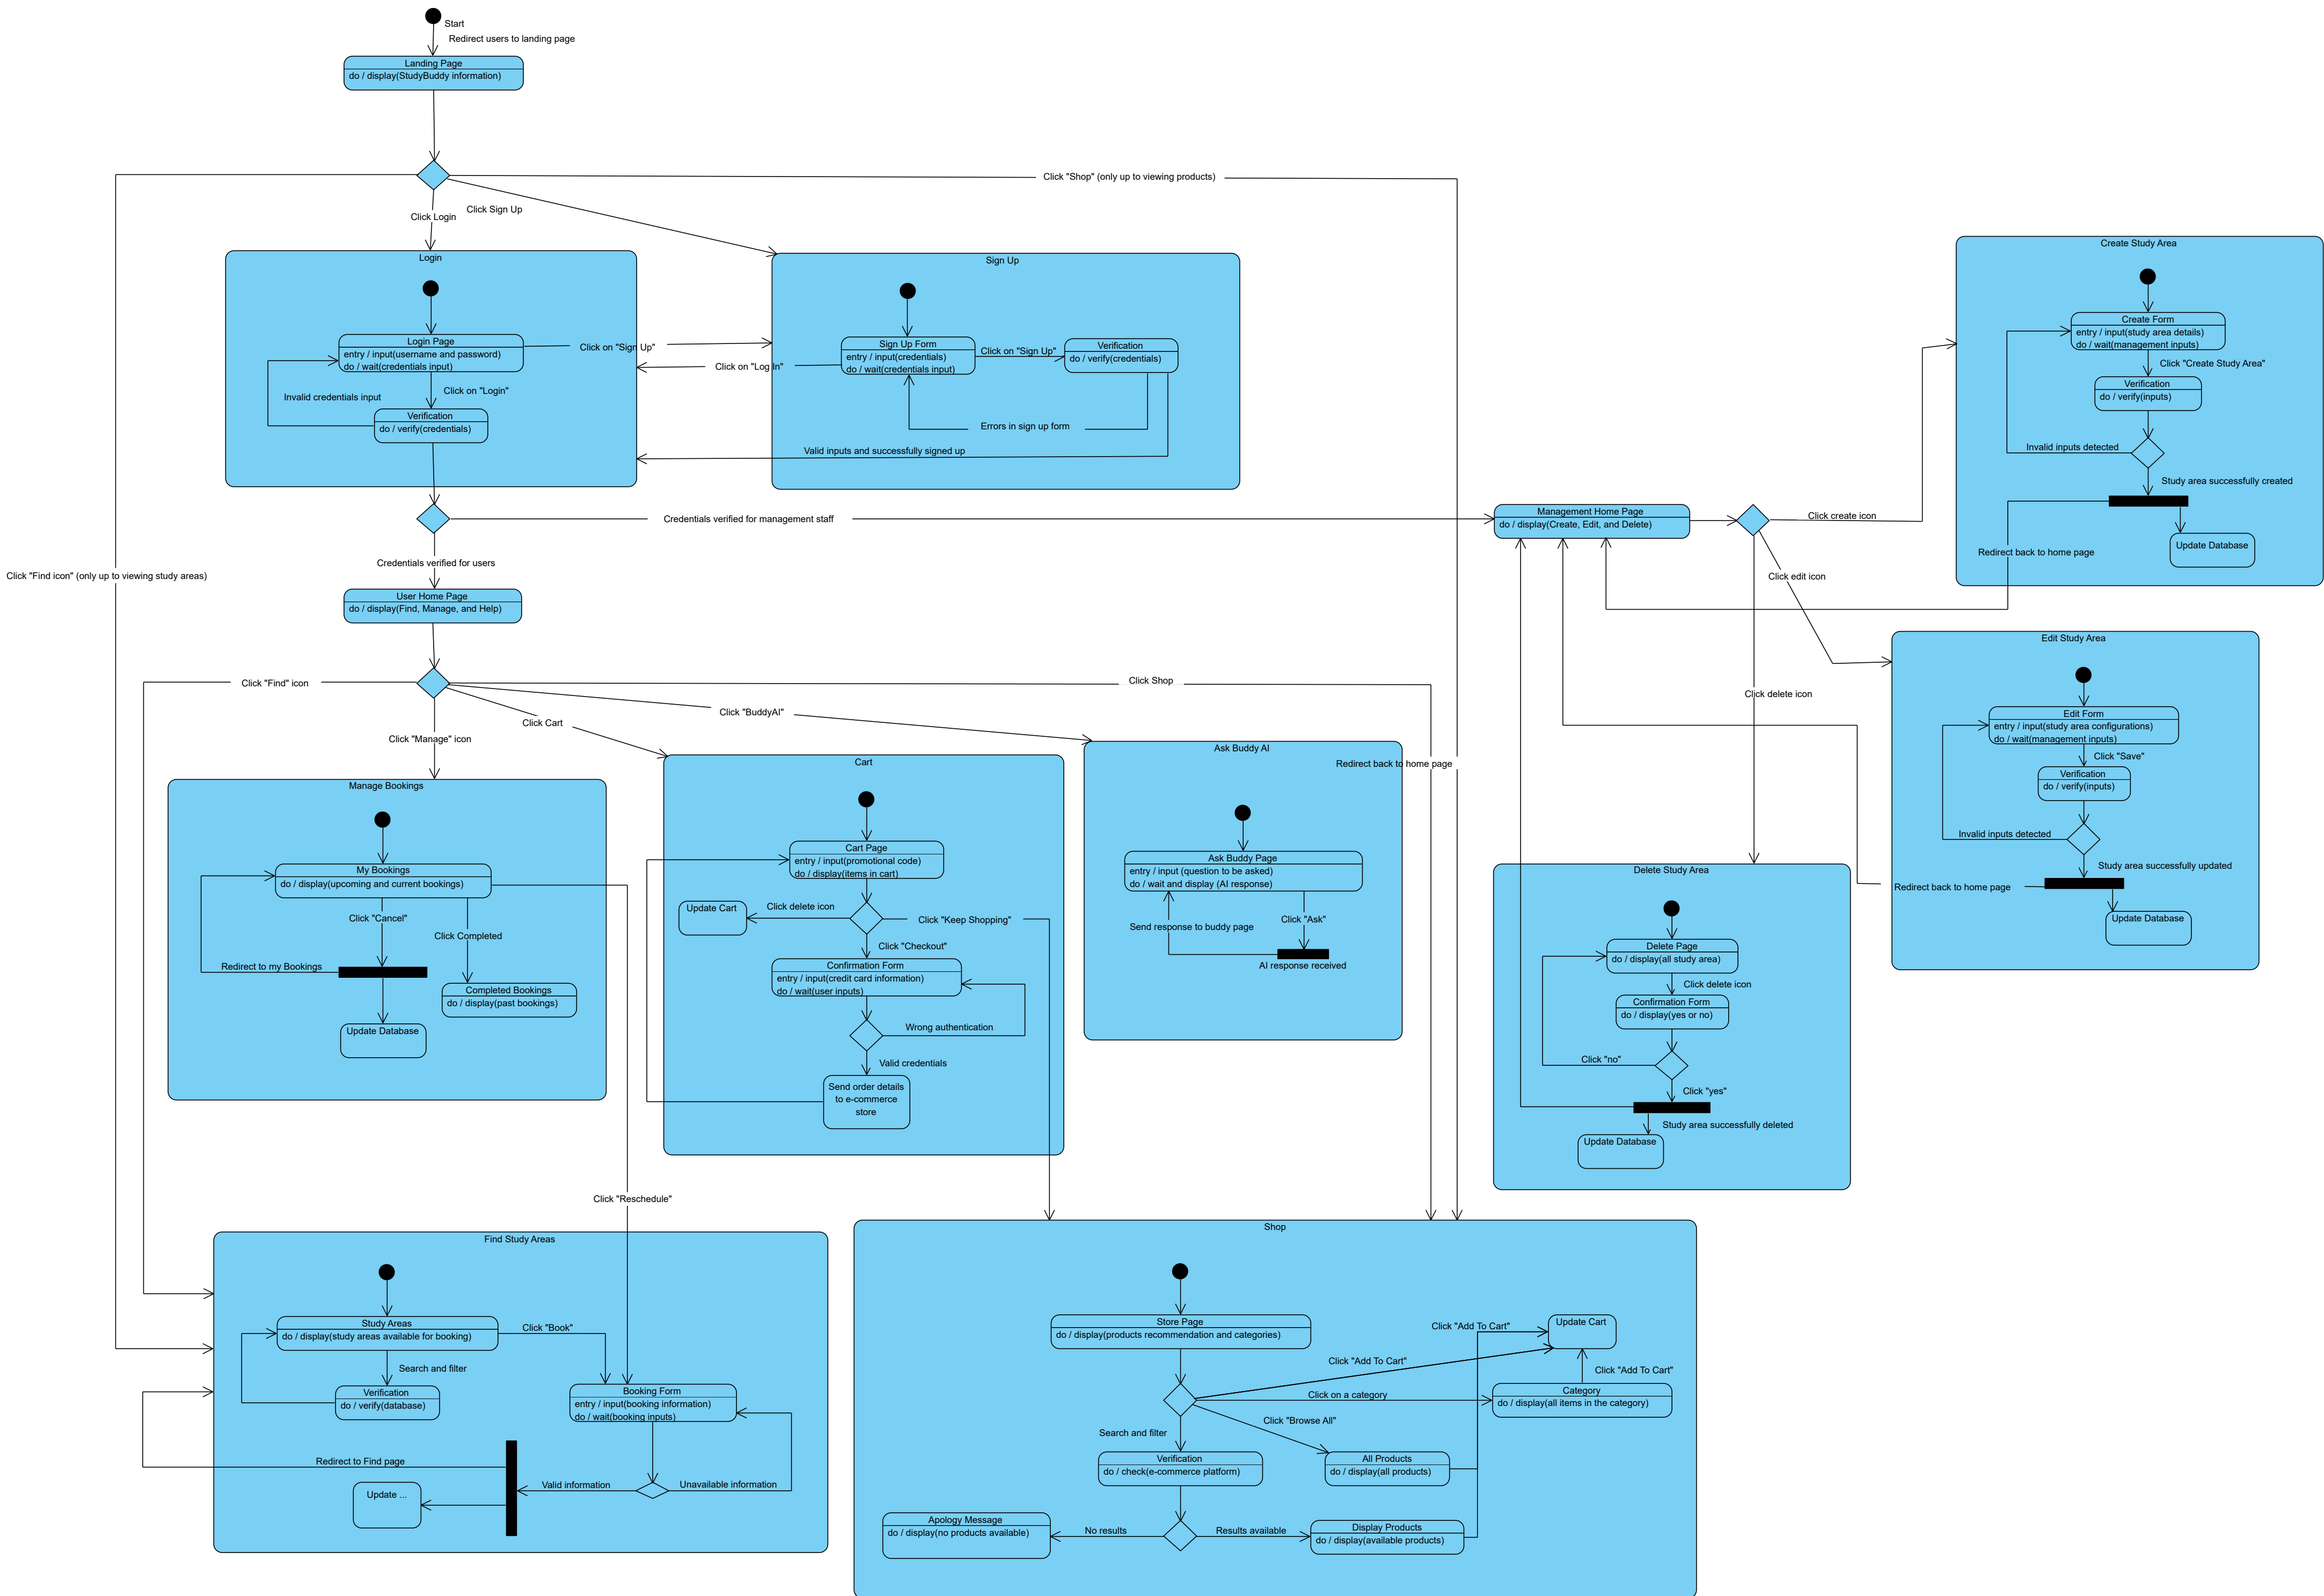 Start
Redirect users to landing page
Landing Page
do / display(StudyBuddy information)
Click "Shop" (only up to viewing products)
Click Login
Click Sign Up
Click "Find icon" (only up to viewing study areas)
Login
Login Page
entry / input(username and password)
do / wait(credentials input)
Click on "Sign Up"
Invalid credentials input
Click on "Login"
Verification
do / verify(credentials)
Sign Up
Sign Up Form
entry / input(credentials)
do / wait(credentials input)
Click on "Sign Up"
Verification
do / verify(credentials)
Click on "Log In"
Errors in sign up form
Valid inputs and successfully signed up
Credentials verified for management staff
Credentials verified for users
User Home Page
do / display(Find, Manage, and Help)
Management Home Page
do / display(Create, Edit, and Delete)
Click create icon
Click edit icon
Click delete icon
Create Study Area
Create Form
entry / input(study area details)
do / wait(management inputs)
Click "Create Study Area"
Verification
do / verify(inputs)
Invalid inputs detected
Study area successfully created
Redirect back to home page
Update Database
Edit Study Area
Edit Form
entry / input(study area configurations)
do / wait(management inputs)
Click "Save"
Verification
do / verify(inputs)
Invalid inputs detected
Study area successfully updated
Redirect back to home page
Update Database
Click "Find" icon
Click "Manage" icon
Click Cart
Click "BuddyAI"
Click Shop
Manage Bookings
My Bookings
do / display(upcoming and current bookings)
Click "Cancel"
Click Completed
Redirect to my Bookings
Completed Bookings
do / display(past bookings)
Update Database
Click "Reschedule"
Cart
Cart Page
entry / input(promotional code)
do / display(items in cart)
Update Cart
Click delete icon
Click "Keep Shopping"
Click "Checkout"
Confirmation Form
entry / input(credit card information)
do / wait(user inputs)
Wrong authentication
Valid credentials
Send order details
to e-commerce
store
Ask Buddy AI
Redirect back to home page
Ask Buddy Page
entry / input (question to be asked)
do / wait and display (AI response)
Click "Ask"
Send response to buddy page
AI response received
Delete Study Area
Delete Page
do / display(all study area)
Click delete icon
Confirmation Form
do / display(yes or no)
Click "no"
Click "yes"
Study area successfully deleted
Update Database
Find Study Areas
Study Areas
do / display(study areas available for booking)
Click "Book"
Search and filter
Verification
do / verify(database)
Booking Form
entry / input(booking information)
do / wait(booking inputs)
Redirect to Find page
Valid information
Unavailable information
Update ...
Shop
Store Page
do / display(products recommendation and categories)
Click "Add To Cart"
Update Cart
Click "Add To Cart"
Click "Add To Cart"
Click on a category
Category
do / display(all items in the category)
Click "Browse All"
Search and filter
Verification
do / check(e-commerce platform)
All Products
do / display(all products)
Apology Message
do / display(no products available)
No results
Results available
Display Products
do / display(available products)